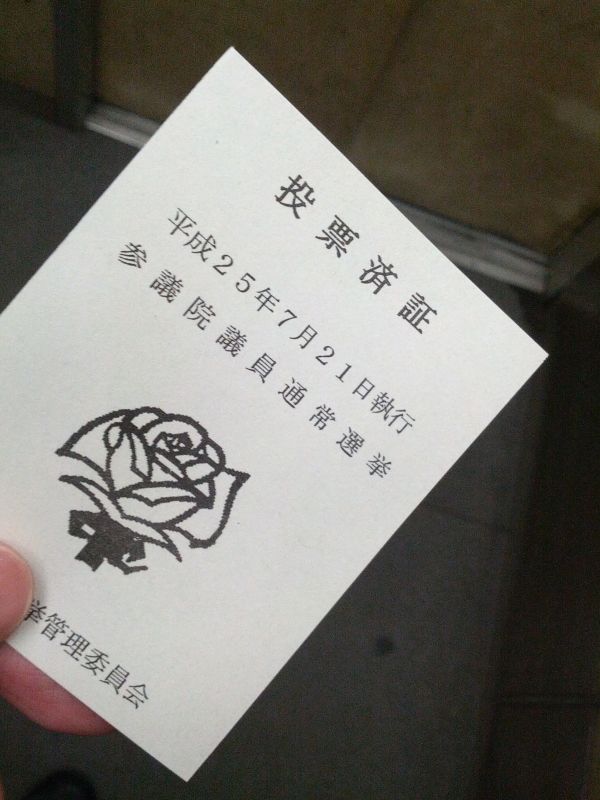 投票済証
平成２５年７月２１日執行
参議院議員通常選挙
挙管理委員会